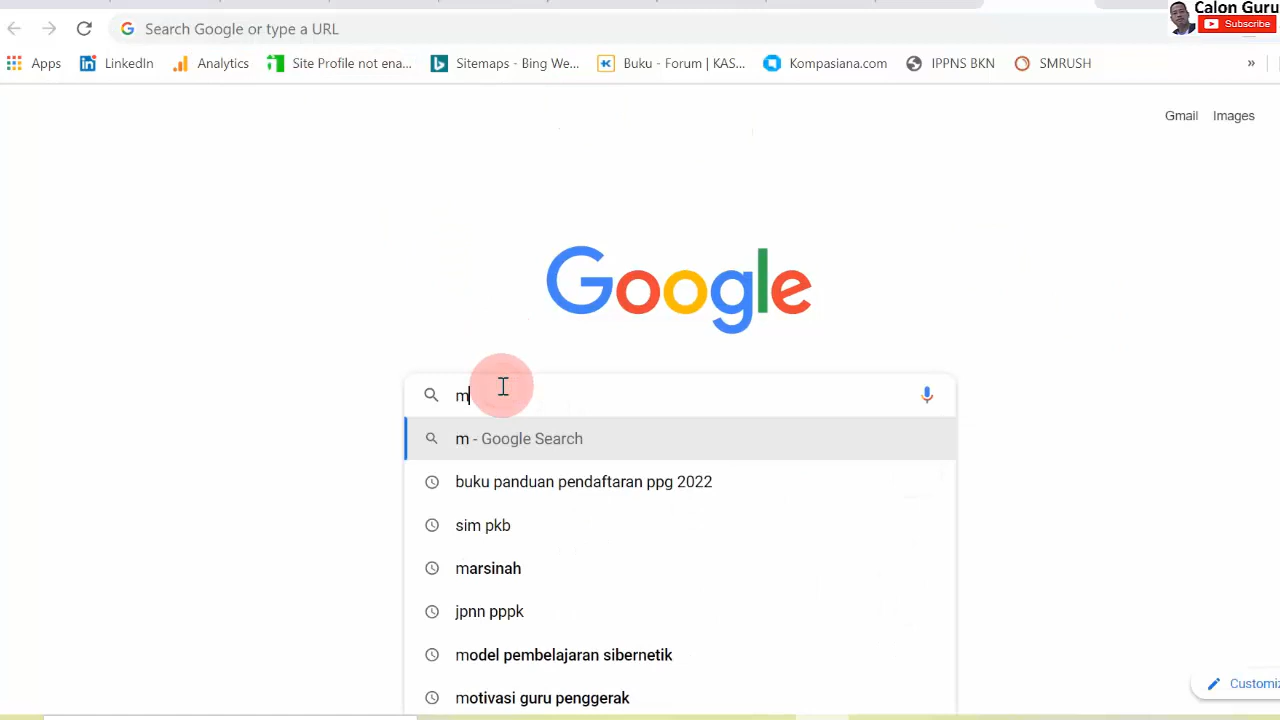 Calon Guru
Subscribe
Search Google or type a URL
Apps
LinkedIn
Analytics
Site Profile not ena...
Sitemaps - Bing We...
Buku - Forum | KAS...
Kompasiana.com
IPPNS BKN
SMRUSH
»
Gmail
Images
Google
m
m - Google Search
buku panduan pendaftaran ppg 2022
sim pkb
marsinah
jpnn pppk
model pembelajaran sibernetik
motivasi guru penggerak
Customiz